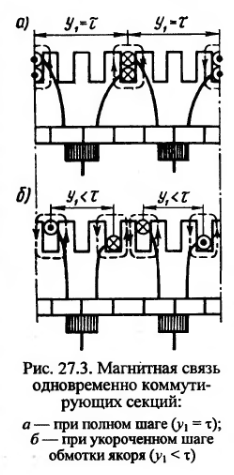 а)
y₁=τ
y₁=τ
б)
y₁<τ
y₁<τ
Рис. 27.3. Магнитная связь
одновременно коммути-
рующих секций:
а — при полном шаге (y₁ = τ);
б — при укороченном шаге
обмотки якоря (y₁ < τ)